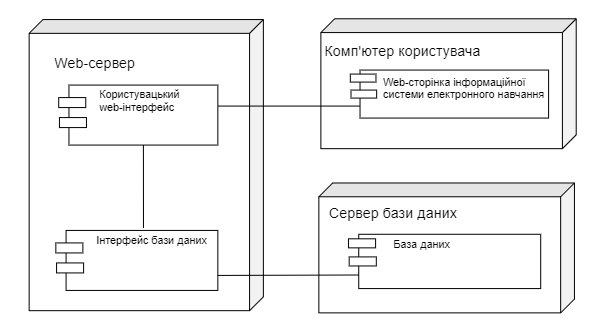 Web-сервер
Користувацький
web-інтерфейс
Інтерфейс бази даних
Комп'ютер користувача
Web-сторінка інформаційної
системи електронного навчання
Сервер бази даних
База даних